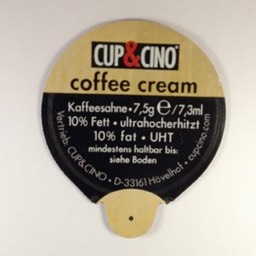 CUP&CINO®
coffee cream
Kaffeesahne • 7,5g ℮/7,3ml
10% Fett • ultrahocherhitzt
10% fat • UHT
mindestens haltbar bis:
siehe Boden
Vertrieb: CUP&CINO • D-33161 Hövelhof • cupcino.com